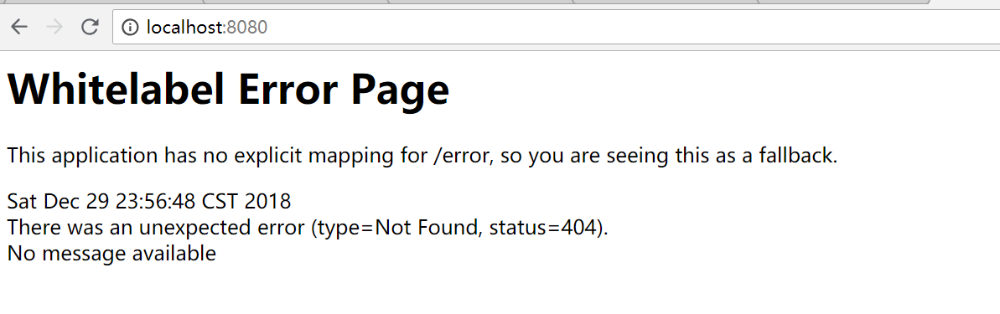 localhost:8080
Whitelabel Error Page
This application has no explicit mapping for /error, so you are seeing this as a fallback.
Sat Dec 29 23:56:48 CST 2018
There was an unexpected error (type=Not Found, status=404).
No message available